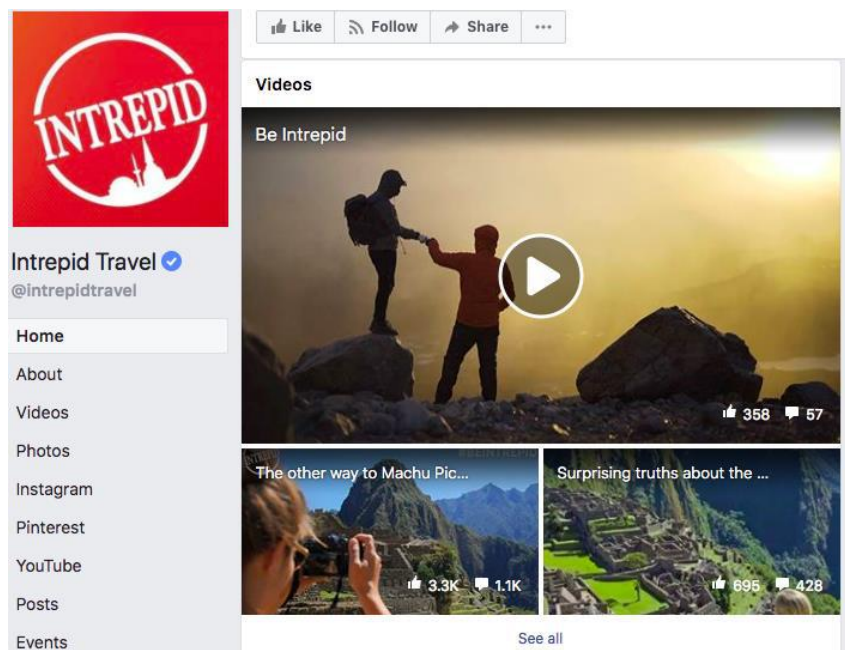 INTREPID
Intrepid Travel
@intrepidtravel
Home
About
Videos
Photos
Instagram
Pinterest
YouTube
Posts
Events
Like Follow Share ...
Videos
Be Intrepid
358 57
The other way to Machu Pic...
3.3K 1.1K
#BEINTREPID
Surprising truths about the ...
695 428
See all